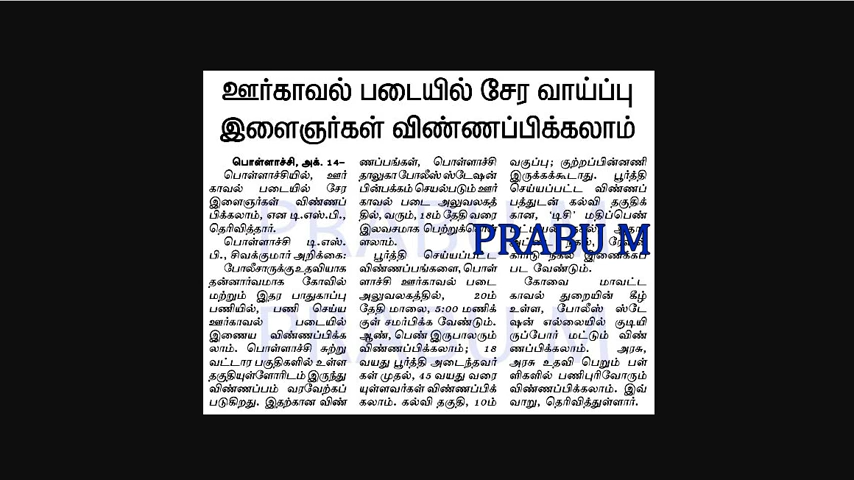 ஊர்காவல் படையில் சேர வாய்ப்பு
இளைஞர்கள் விண்ணப்பிக்கலாம்
பொள்ளாச்சி, அக். 14–
பொள்ளாச்சியில், ஊர்
காவல் படையில் சேர
இளைஞர்கள் விண்ணப்
பிக்கலாம், என டி.எஸ்.பி.,
தெரிவித்தார்.
பொள்ளாச்சி டி.எஸ்.
பி., சிவக்குமார் அறிக்கை:
போலீசாருக்கு உதவியாக
தன்னார்வமாக கோவில்
மற்றும் இதர பாதுகாப்பு
பணியில், பணி செய்ய
ஊர்காவல் படையில்
இணைய விண்ணப்பிக்க
லாம். பொள்ளாச்சி சுற்று
வட்டார பகுதிகளில் உள்ள
தகுதியுள்ளோரிடம் இருந்து
விண்ணப்பம் வரவேற்கப்
படுகிறது. இதற்கான விண்
ணப்பங்கள், பொள்ளாச்சி
தாலுகா போலீஸ் ஸ்டேஷன்
பின்பக்கம் செயல்படும் ஊர்
காவல் படை அலுவலகத்
தில், வரும், 18ம் தேதி வரை
இலவசமாக பெற்றுக்கொள்
ளலாம்.
பூர்த்தி செய்யப்பட்ட
விண்ணப்பங்களை, பொள்
ளாச்சி ஊர்காவல் படை
அலுவலகத்தில், 20ம்
தேதி மாலை, 5:00 மணிக்
குள் சமர்பிக்க வேண்டும்.
ஆண், பெண் இருபாலரும்
விண்ணப்பிக்கலாம்; 18
வயது பூர்த்தி அடைந்தவர்
கள் முதல், 45 வயது வரை
யுள்ளவர்கள் விண்ணப்பிக்
கலாம். கல்வி தகுதி, 10ம்
வகுப்பு; குற்றப்பின்னணி
இருக்கக்கூடாது. பூர்த்தி
செய்யப்பட்ட விண்ணப்
பத்துடன் கல்வி தகுதிக்
கான, 'டிசி' மதிப்பெண்
நகல் இணைக்கப்
பட வேண்டும்.
கோவை மாவட்ட
காவல் துறையின் கீழ்
உள்ள, போலீஸ் ஸ்டே
ஷன் எல்லையில் குடியி
ருப்போர் மட்டும் விண்
ணப்பிக்கலாம். அரசு,
அரசு உதவி பெறும் பள்
ளிகளில் பணிபுரிவோரும்
விண்ணப்பிக்கலாம். இவ்
வாறு, தெரிவித்துள்ளார்.
PRABU M